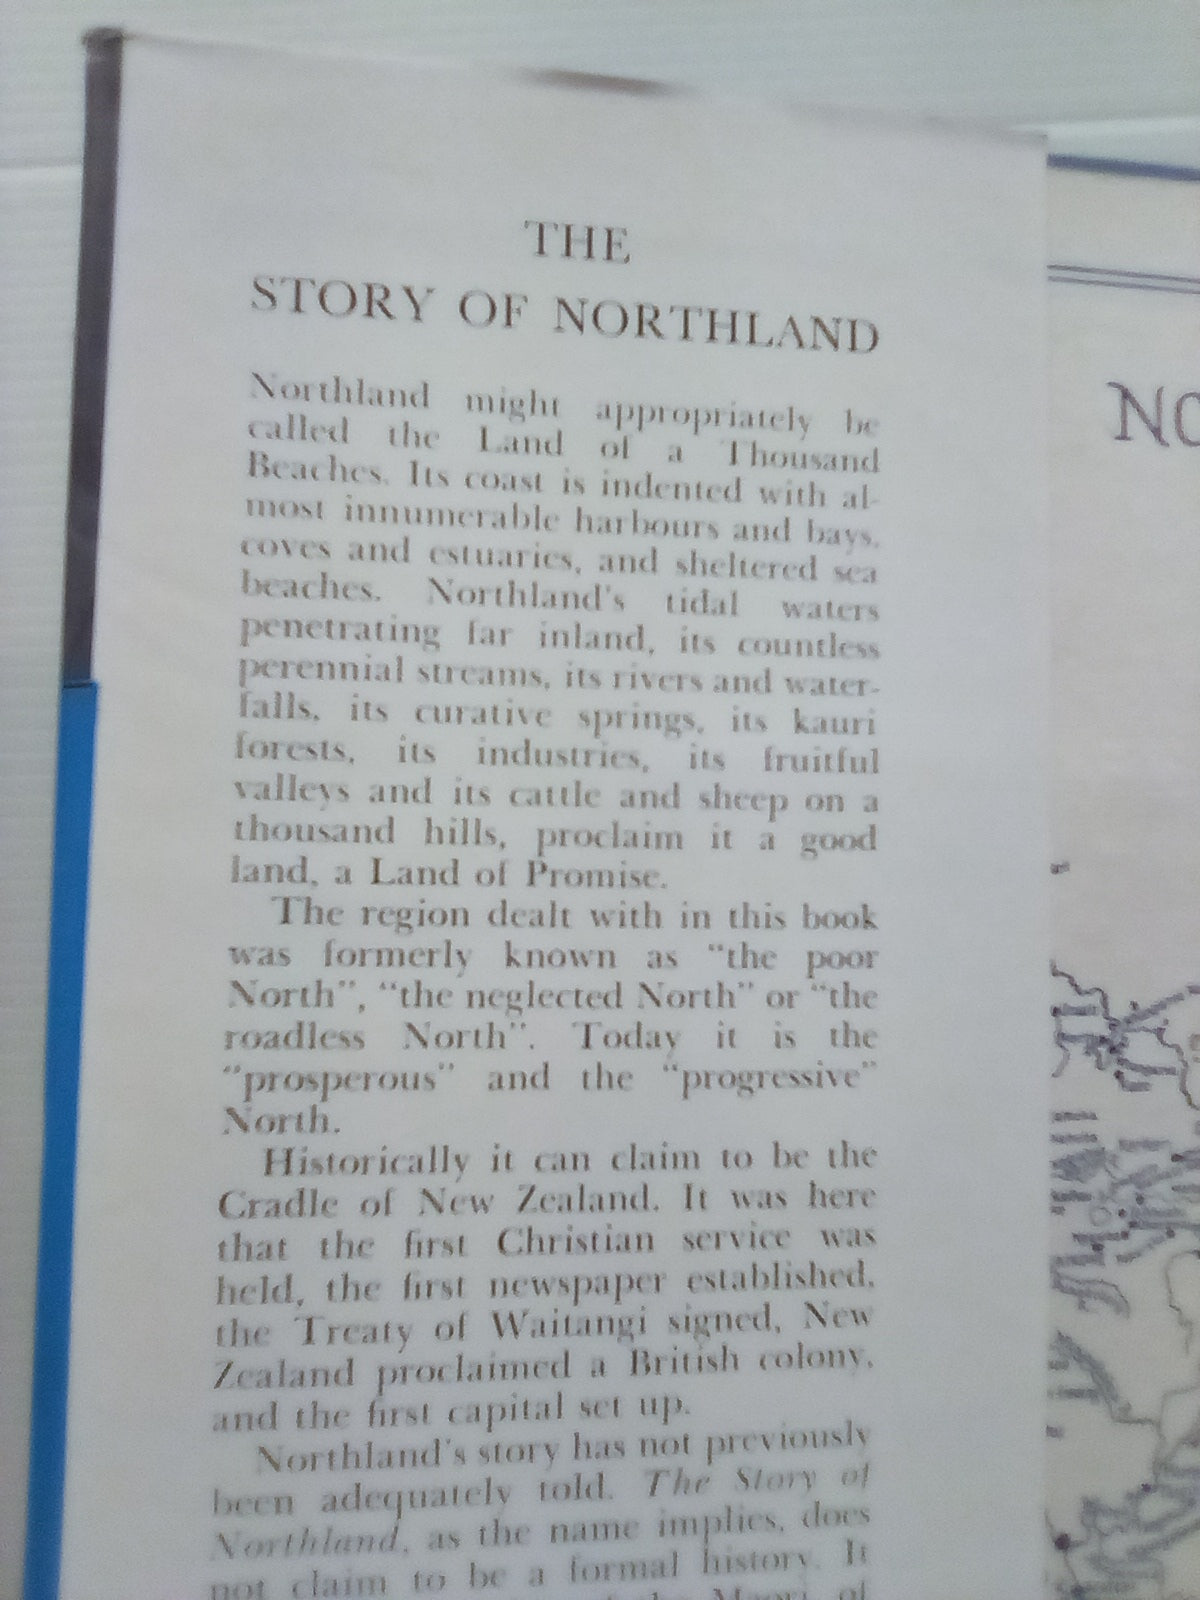 THE
STORY OF NORTHLAND
Northland might appropriately be
called the Land of a Thousand
Beaches. Its coast is indented with al-
most innumerable harbours and bays,
coves and estuaries, and sheltered sea
beaches. Northland's tidal waters
penetrating far inland, its countless
perennial streams, its rivers and water-
falls, its curative springs, its kauri
forests, its industries, its fruitful
valleys and its cattle and sheep on a
thousand hills, proclaim it a good
land, a Land of Promise.
The region dealt with in this book
was formerly known as "the poor
North", "the neglected North" or "the
roadless North". Today it is the
"prosperous" and the "progressive"
North.
Historically it can claim to be the
Cradle of New Zealand. It was here
that the first Christian service was
held, the first newspaper established,
the Treaty of Waitangi signed, New
Zealand proclaimed a British colony,
and the first capital set up.
Northland's story has not previously
been adequately told. The Story of
Northland, as the name implies, does
not claim to be a formal history. It
the Maori of
NO